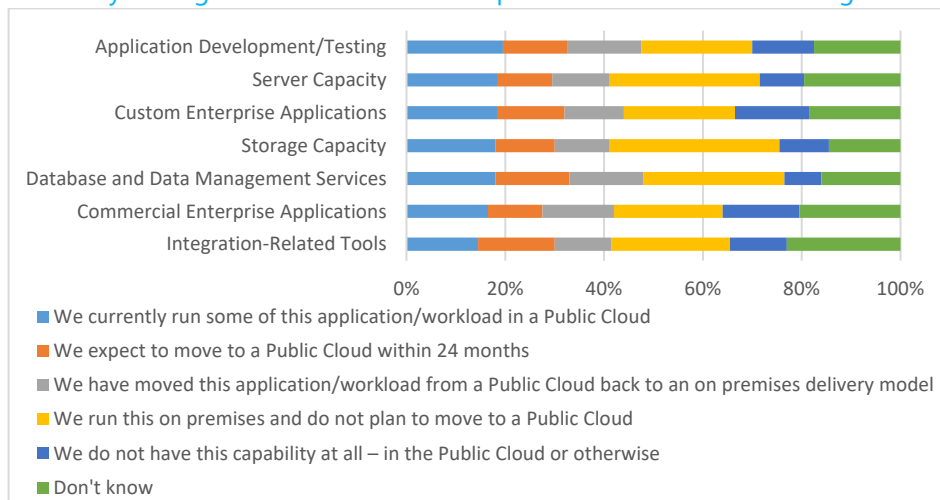 Application Development/Testing
Server Capacity
Custom Enterprise Applications
Storage Capacity
Database and Data Management Services
Commercial Enterprise Applications
Integration-Related Tools
0% 20% 40% 60% 80% 100%
We currently run some of this application/workload in a Public Cloud
We expect to move to a Public Cloud within 24 months
We have moved this application/workload from a Public Cloud back to an on premises delivery model
We run this on premises and do not plan to move to a Public Cloud
We do not have this capability at all – in the Public Cloud or otherwise
Don't know